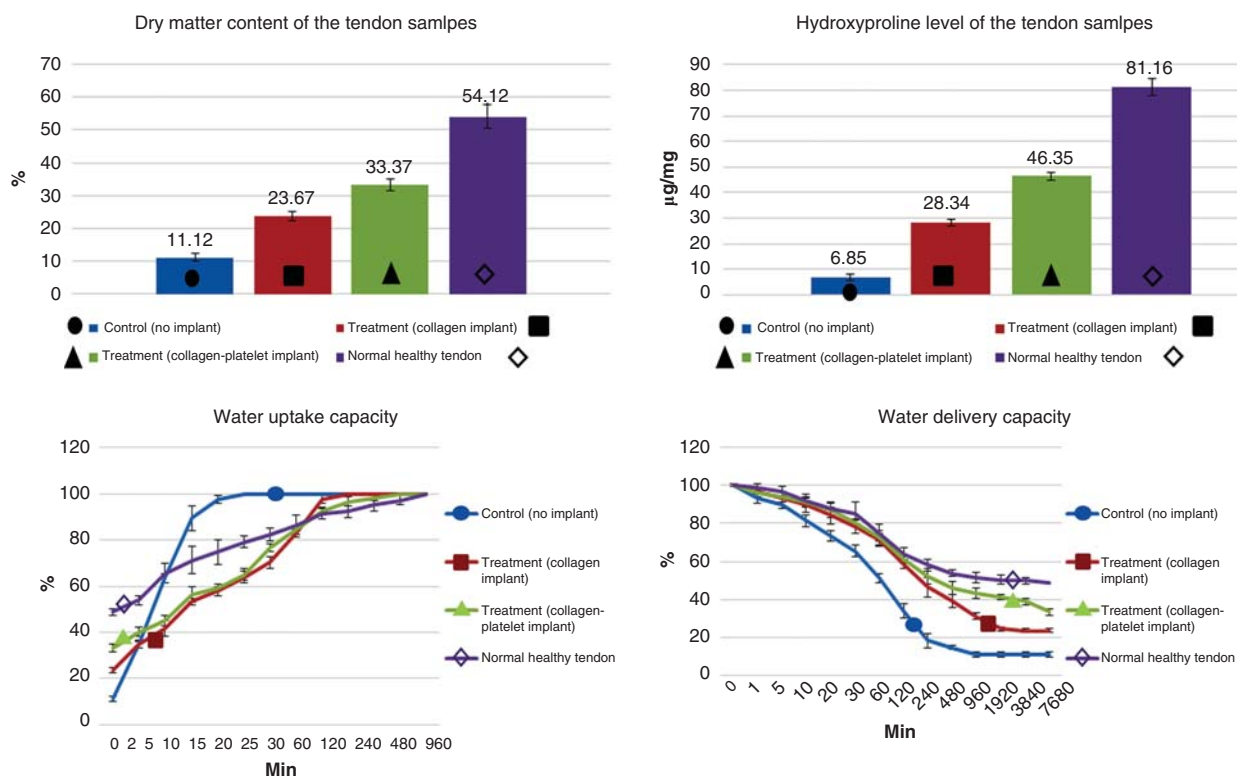 Dry matter content of the tendon samlpes
70
60
50
40
30
20
10
0
%
11.12
23.67
33.37
54.12
Control (no implant)
Treatment (collagen implant)
Treatment (collagen-platelet implant)
Normal healthy tendon
Hydroxyproline level of the tendon samlpes
90
80
70
60
50
40
30
20
10
0
µg/mg
6.85
28.34
46.35
81.16
Control (no implant)
Treatment (collagen implant)
Treatment (collagen-platelet implant)
Normal healthy tendon
Water uptake capacity
120
100
80
60
40
20
0
%
0 2 5 10 15 20 25 30 60 120 240 480 960
Min
Control (no implant)
Treatment (collagen
implant)
Treatment (collagen-
platelet implant)
Normal healthy tendon
Water delivery capacity
120
100
80
60
40
20
0
%
0 1 5 10 20 30 60 120 240 480 960 1920 3840 7680
Min
Control (no implant)
Treatment (collagen
implant)
Treatment (collagen-
platelet implant)
Normal healthy tendon